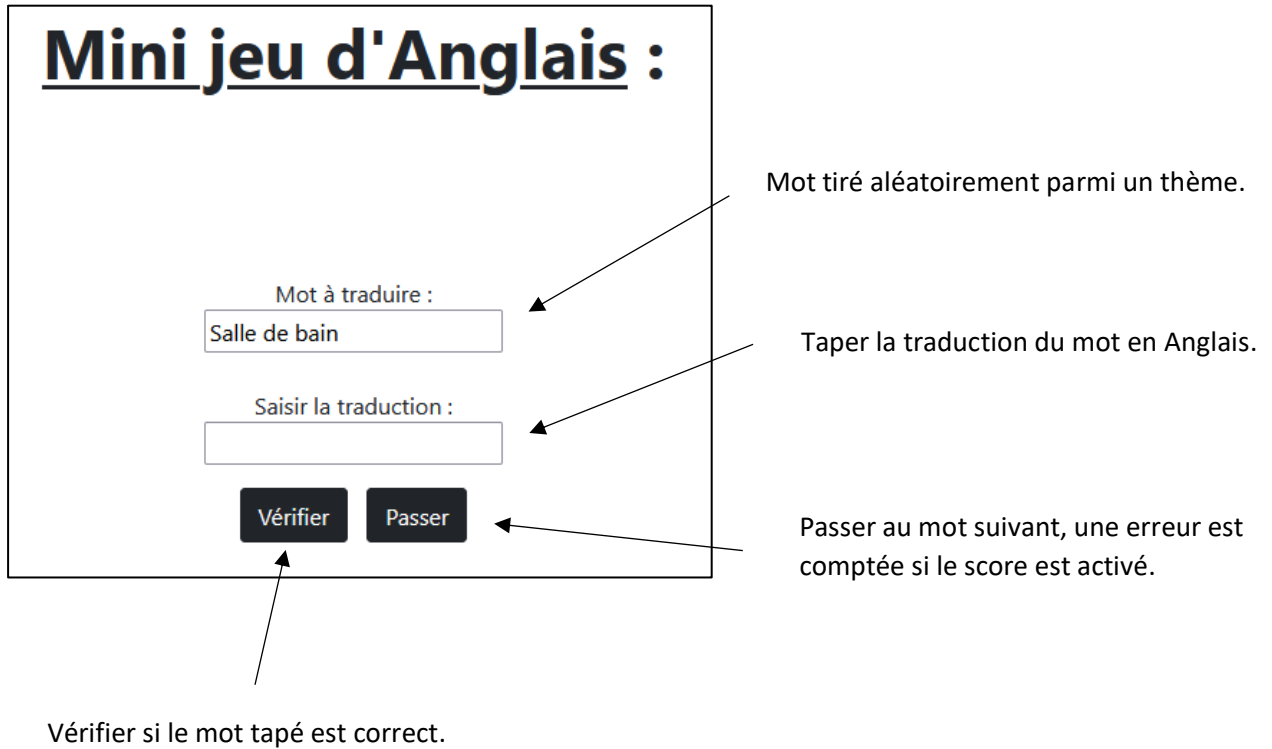 Mini jeu d'Anglais :
Mot tiré aléatoirement parmi un thème.
Mot à traduire :
Salle de bain
Taper la traduction du mot en Anglais.
Saisir la traduction :
Vérifier
Passer
Passer au mot suivant, une erreur est
comptée si le score est activé.
Vérifier si le mot tapé est correct.